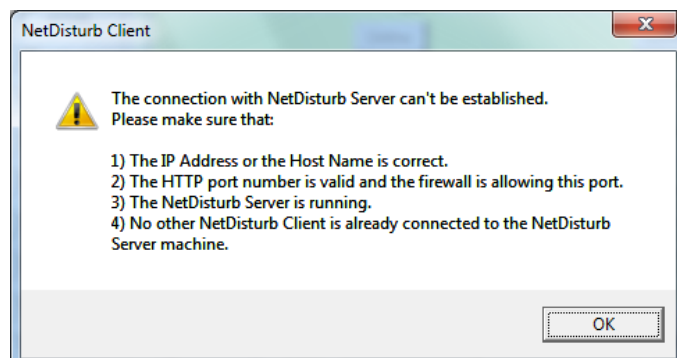 NetDisturb Client
The connection with NetDisturb Server can't be established.
Please make sure that:
1) The IP Address or the Host Name is correct.
2) The HTTP port number is valid and the firewall is allowing this port.
3) The NetDisturb Server is running.
4) No other NetDisturb Client is already connected to the NetDisturb
Server machine.
OK